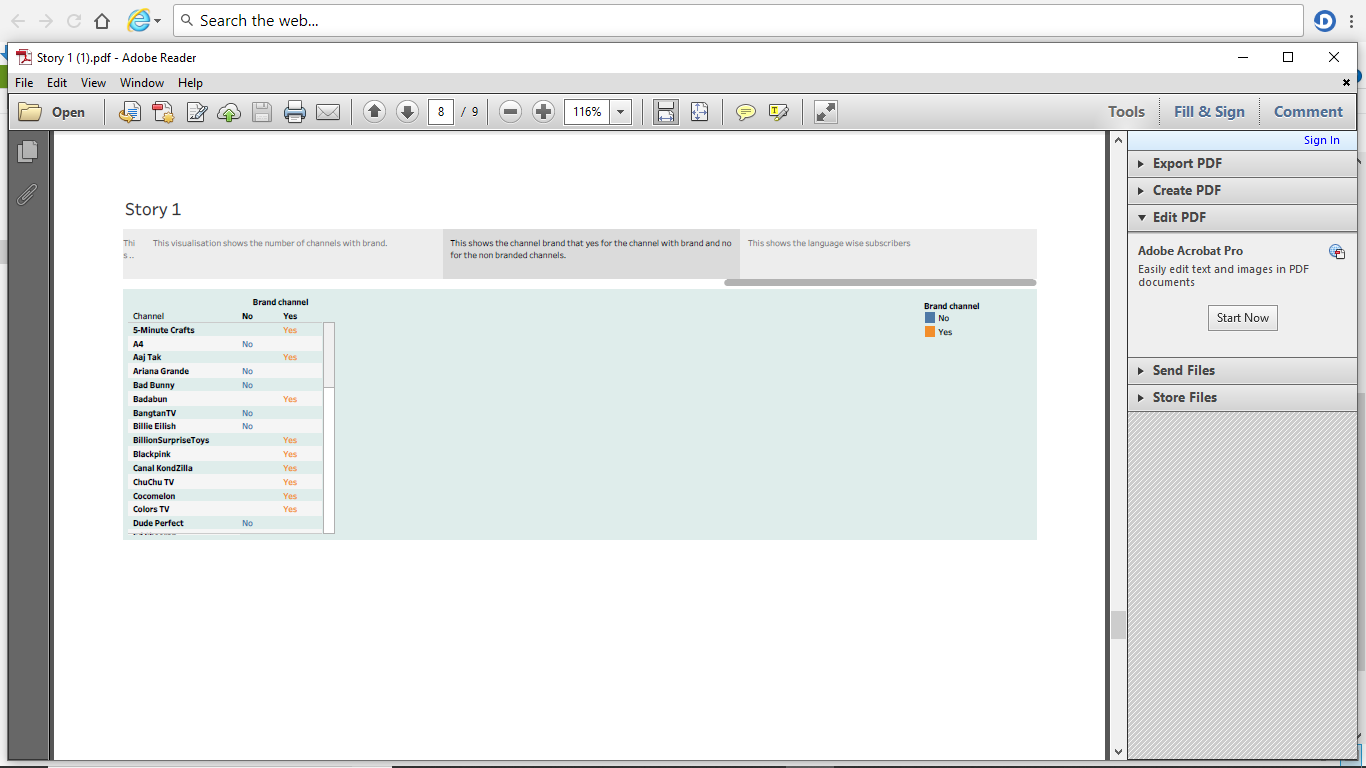 Search the web...
Story 1 (1).pdf - Adobe Reader
File Edit View Window Help
Open 8 / 9 116% Tools Fill & Sign Comment
Sign In
Export PDF
Create PDF
Edit PDF
Adobe Acrobat Pro
Easily edit text and images in PDF
documents
Start Now
Send Files
Store Files
Story 1
Thi
s ..
This visualisation shows the number of channels with brand.
This shows the channel brand that yes for the channel with brand and no
for the non branded channels.
This shows the language wise subscribers
Brand channel
Channel No Yes
5-Minute Crafts Yes
A4 No
Aaj Tak Yes
Ariana Grande No
Bad Bunny No
Badabun Yes
BangtanTV No
Billie Eilish No
BillionSurpriseToys Yes
Blackpink Yes
Canal KondZilla Yes
ChuChu TV Yes
Cocomelon Yes
Colors TV Yes
Dude Perfect No
Brand channel
No
Yes